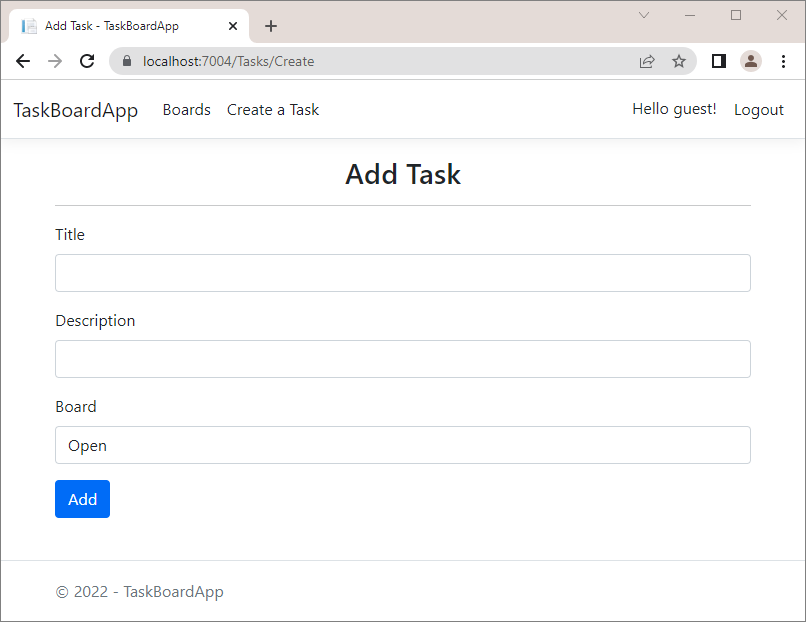 Add Task - TaskBoardApp
localhost:7004/Tasks/Create
TaskBoardApp Boards Create a Task Hello guest! Logout
Add Task
Title
Description
Board
Open
Add
© 2022 - TaskBoardApp